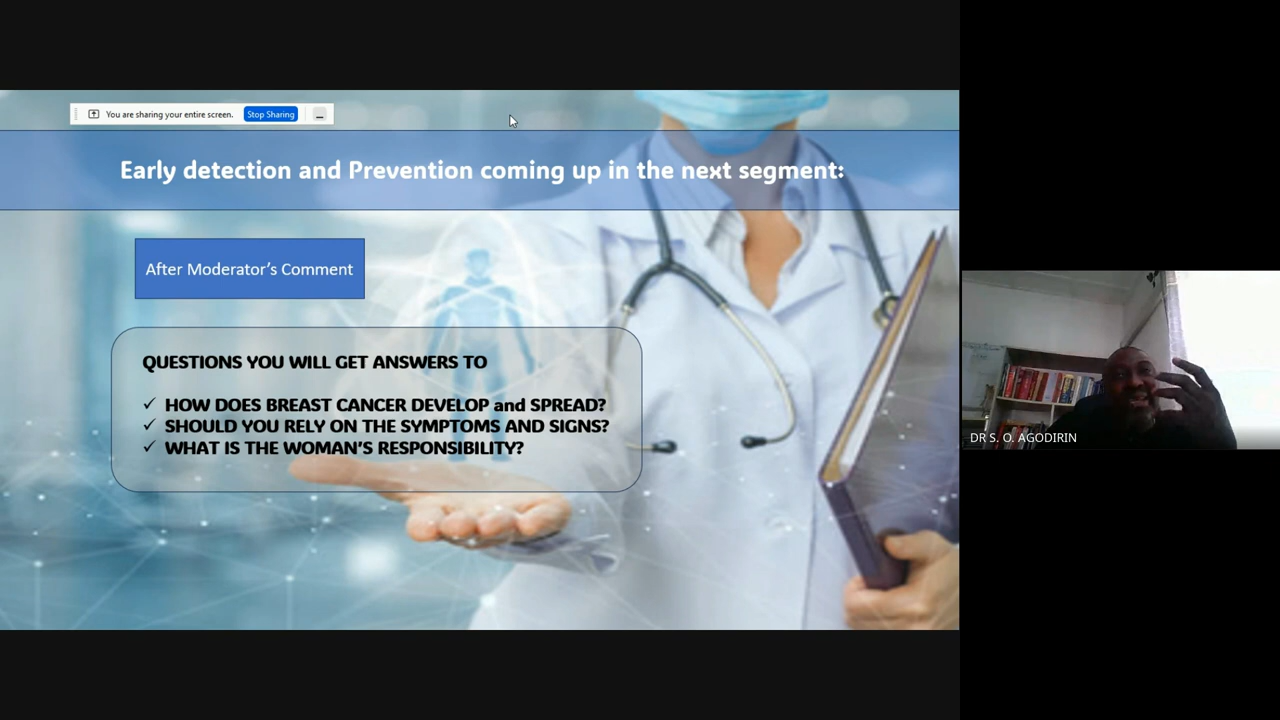 You are sharing your entire screen.
Stop Sharing
Early detection and Prevention coming up in the next segment:
After Moderator’s Comment
QUESTIONS YOU WILL GET ANSWERS TO
✓ HOW DOES BREAST CANCER DEVELOP and SPREAD?
✓ SHOULD YOU RELY ON THE SYMPTOMS AND SIGNS?
✓ WHAT IS THE WOMAN’S RESPONSIBILITY?
DR S. O. AGODIRIN